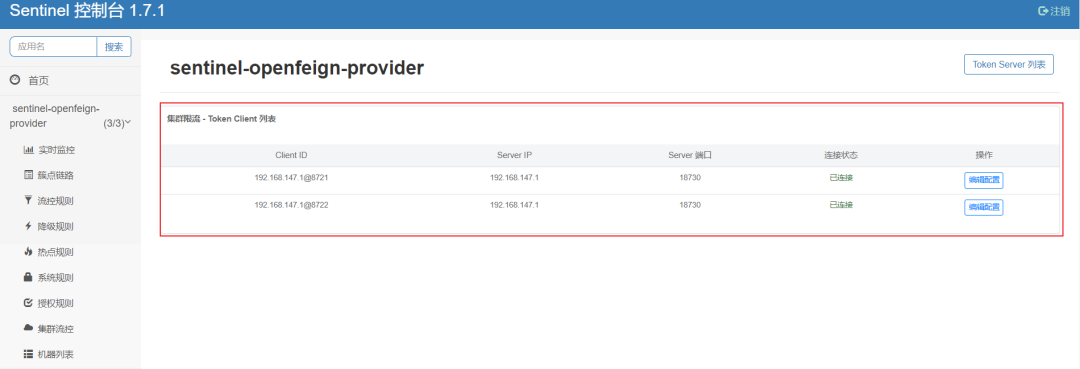 Sentinel 控制台 1.7.1
注销
应用名 搜索
首页
sentinel-openfeign-
provider (3/3)
实时监控
簇点链路
流控规则
降级规则
热点规则
系统规则
授权规则
集群流控
机器列表
sentinel-openfeign-provider
Token Server 列表
集群限流 - Token Client 列表
Client ID Server IP Server 端口 连接状态 操作
192.168.147.1@8721 192.168.147.1 18730 已连接 编辑配置
192.168.147.1@8722 192.168.147.1 18730 已连接 编辑配置